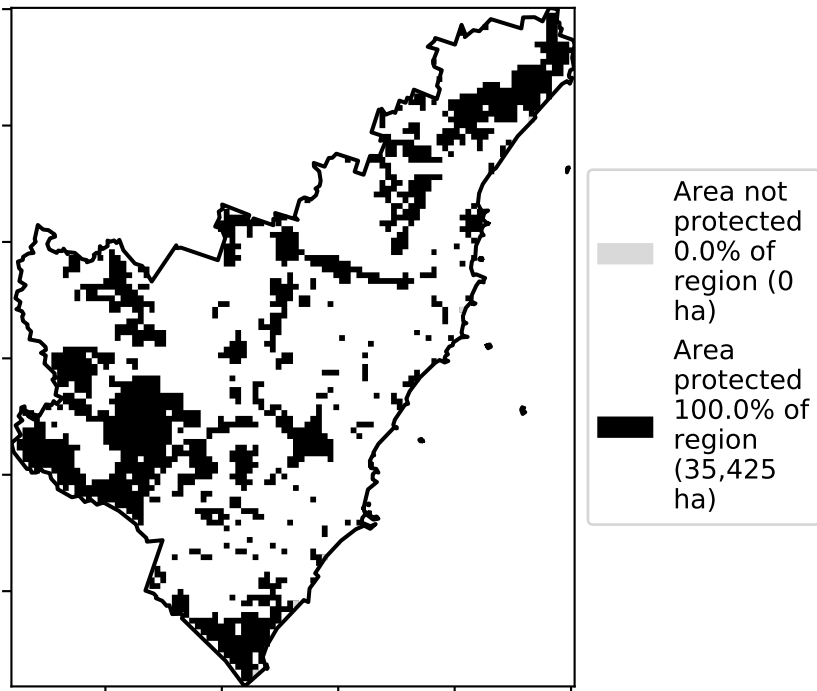 Area not
protected
0.0% of
region (0
ha)
Area
protected
100.0% of
region
(35,425
ha)